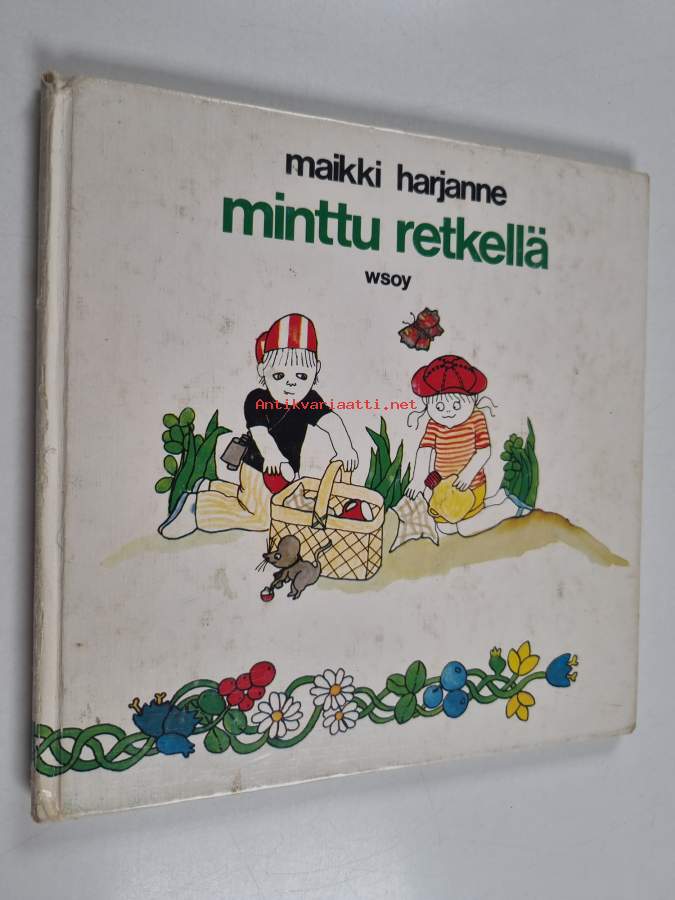 maikki harjanne
minttu retkellä
wsoy
Antikvariaatti.net